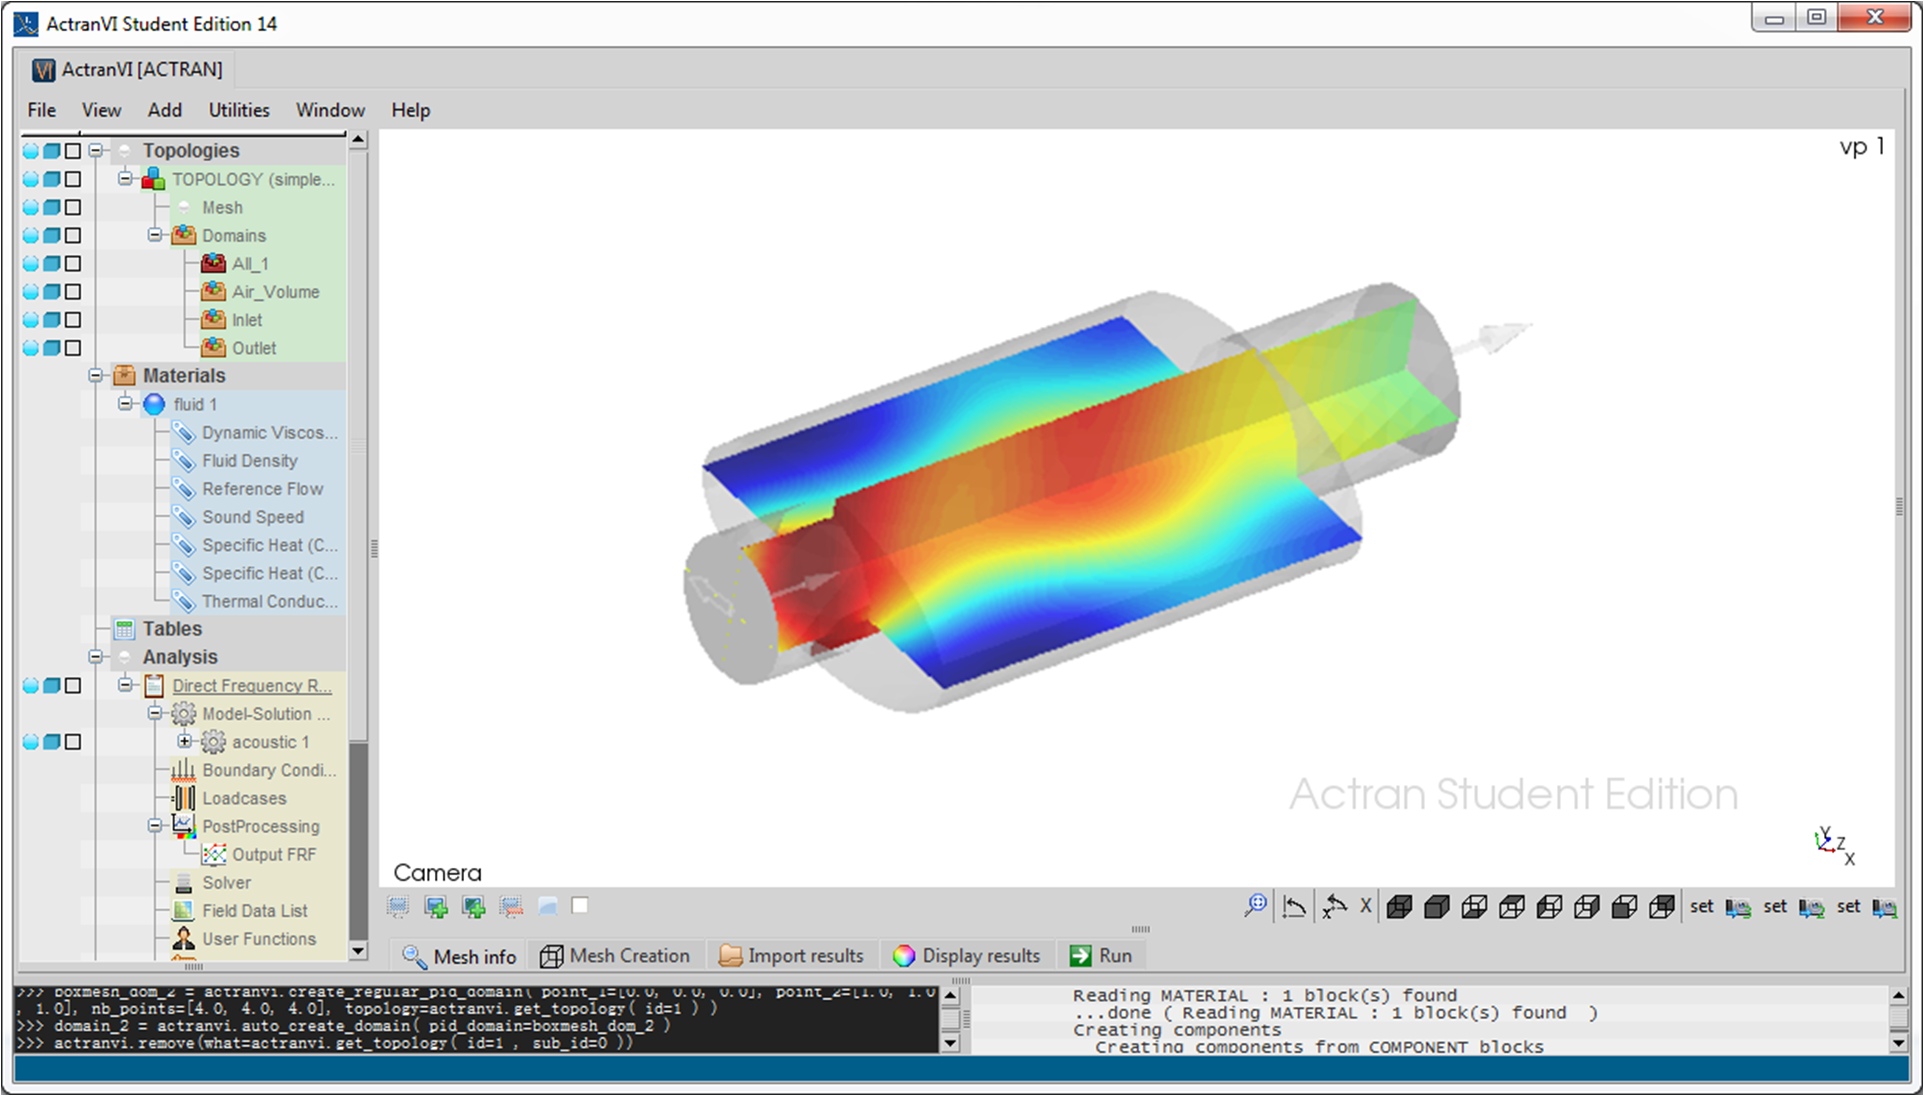 ActranVI Student Edition 14
ActranVI [ACTRAN]
File View Add Utilities Window Help
Topologies
TOPOLOGY (simple...
Mesh
Domains
All_1
Air_Volume
Inlet
Outlet
Materials
fluid 1
Dynamic Viscos...
Fluid Density
Reference Flow
Sound Speed
Specific Heat (C...
Specific Heat (C...
Thermal Conduc...
Tables
Analysis
Direct Frequency R...
Model-Solution ...
acoustic 1
Boundary Condi...
Loadcases
PostProcessing
Output FRF
Solver
Field Data List
User Functions
vp 1
Actran Student Edition
Y
Z
X
Camera
X set set set
Mesh info Mesh Creation Import results Display results Run
>>> boxmesh_dom_2 = actranvi.create_regular_pid_domain( point_1=[0.0, 0.0, 0.0], point_2=[1.0, 1.0
, 1.0], nb_points=[4.0, 4.0, 4.0], topology=actranvi.get_topology( id=1 ) )
>>> domain_2 = actranvi.auto_create_domain( pid_domain=boxmesh_dom_2 )
>>> actranvi.remove(what=actranvi.get_topology( id=1 , sub_id=0 ))
Reading MATERIAL : 1 block(s) found
...done ( Reading MATERIAL : 1 block(s) found )
Creating components
Creating components from COMPONENT blocks